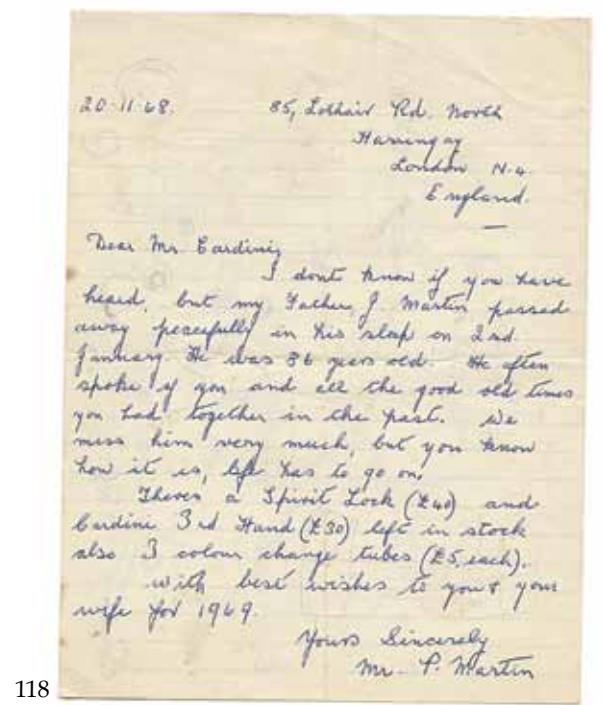 20·11·68. 85, Lothair Rd. North
Harringay
London N.4.
England.
Dear Mr. Cardini,
I dont know if you have
heard, but my Father, J. Martin passed
away pecefully in his sleep on 2nd
January. He was 86 years old. He often
spoke of you and all the good old times
you had together in the past. We
miss him very much, but you know
how it is, life has to go on.
Theres a Spirit Lock (£40) and
Cardini 3rd Hand (£30) left in stock
also 3 colour change tubes (£5, each).
with best wishes to you & your
wife for 1969.
Yours Sincerely
Mr. P. Martin
118